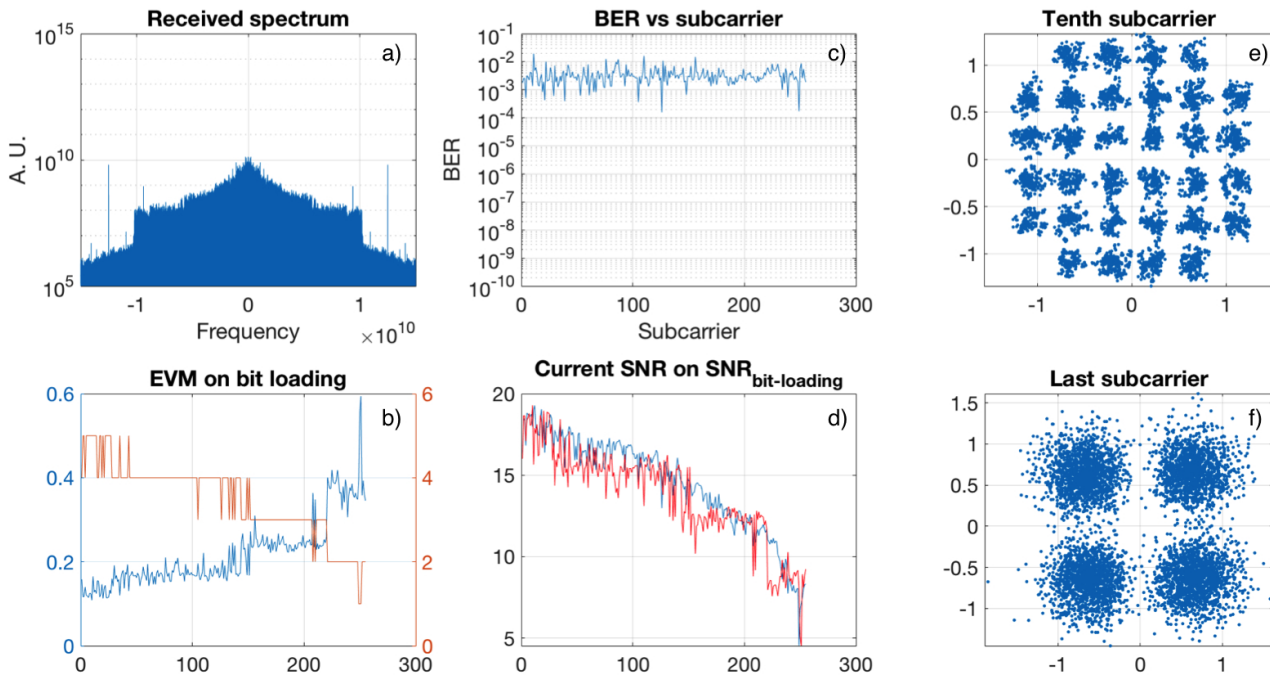 Received spectrum
a)
A. U.
10^15
10^10
10^5
-1 0 1
×10^10
Frequency
BER vs subcarrier
c)
BER
10^-1
10^-2
10^-3
10^-4
10^-5
10^-6
10^-7
10^-8
10^-9
10^-10
0 100 200 300
Subcarrier
Tenth subcarrier
e)
1
0.5
0
-0.5
-1
-1 0 1
EVM on bit loading
b)
0.6 6
0.4 4
0.2 2
0 0
0 100 200 300
Current SNR on SNR_bit-loading
d)
20
15
10
5
0 100 200 300
Last subcarrier
f)
1.5
1
0.5
0
-0.5
-1
-1 0 1